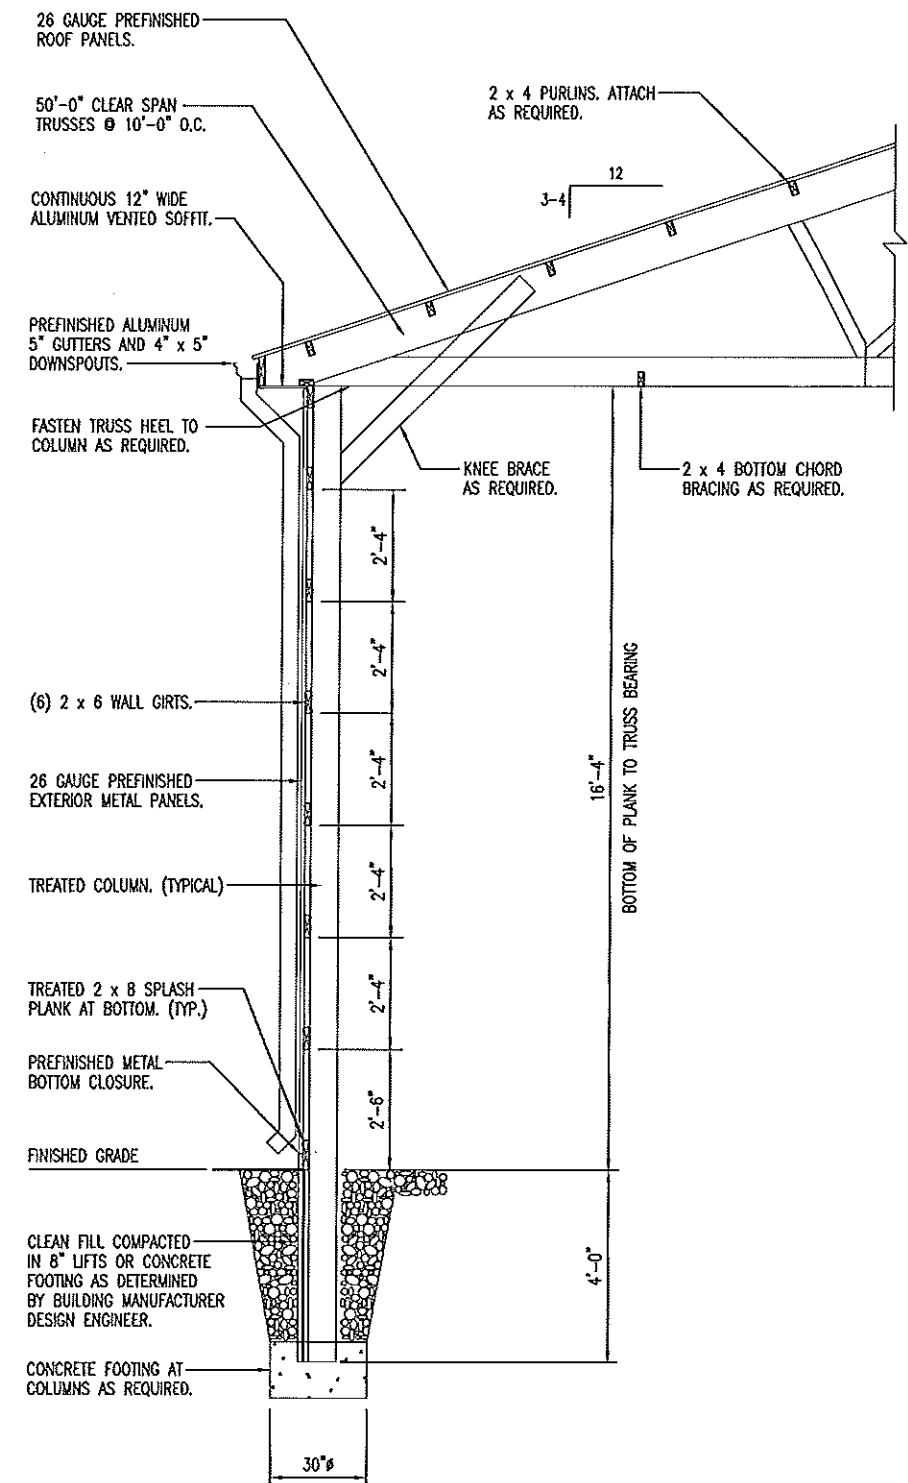 26 GAUGE PREFINISHED
ROOF PANELS.
50'-0" CLEAR SPAN
TRUSSES @ 10'-0" O.C.
2 x 4 PURLINS. ATTACH
AS REQUIRED.
12
3-4
CONTINUOUS 12" WIDE
ALUMINUM VENTED SOFFIT.
PREFINISHED ALUMINUM
5" GUTTERS AND 4" x 5"
DOWNSPOUTS.
FASTEN TRUSS HEEL TO
COLUMN AS REQUIRED.
KNEE BRACE
AS REQUIRED.
2 x 4 BOTTOM CHORD
BRACING AS REQUIRED.
2'-4"
2'-4"
2'-4"
2'-4"
2'-4"
2'-6"
16'-4"
BOTTOM OF PLANK TO TRUSS BEARING
(6) 2 x 6 WALL GIRTS.
26 GAUGE PREFINISHED
EXTERIOR METAL PANELS.
TREATED COLUMN. (TYPICAL)
TREATED 2 x 8 SPLASH
PLANK AT BOTTOM. (TYP.)
PREFINISHED METAL
BOTTOM CLOSURE.
FINISHED GRADE
CLEAN FILL COMPACTED
IN 8" LIFTS OR CONCRETE
FOOTING AS DETERMINED
BY BUILDING MANUFACTURER
DESIGN ENGINEER.
4'-0"
CONCRETE FOOTING AT
COLUMNS AS REQUIRED.
30"ø